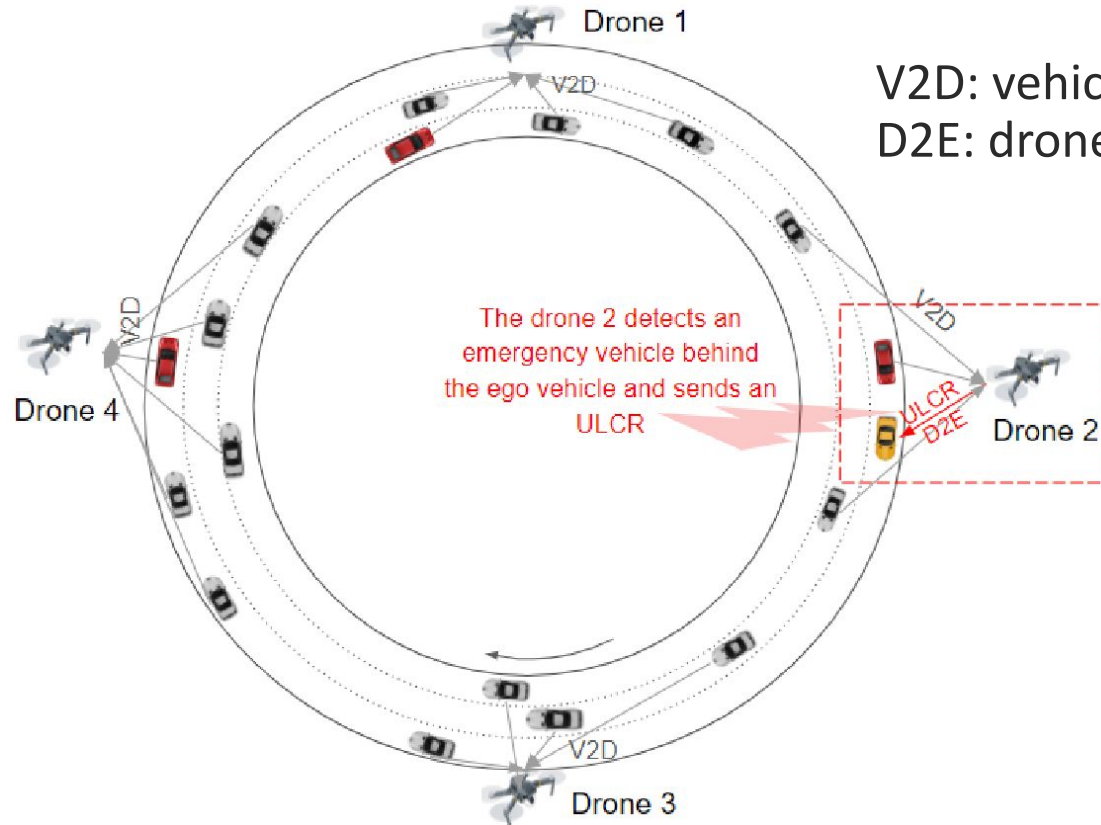 Drone 1
V2D: vehic
D2E: drone
V2D
V2D
V2D
The drone 2 detects an
emergency vehicle behind
the ego vehicle and sends an
ULCR
ULCR
D2E
Drone 2
Drone 4
V2D
Drone 3